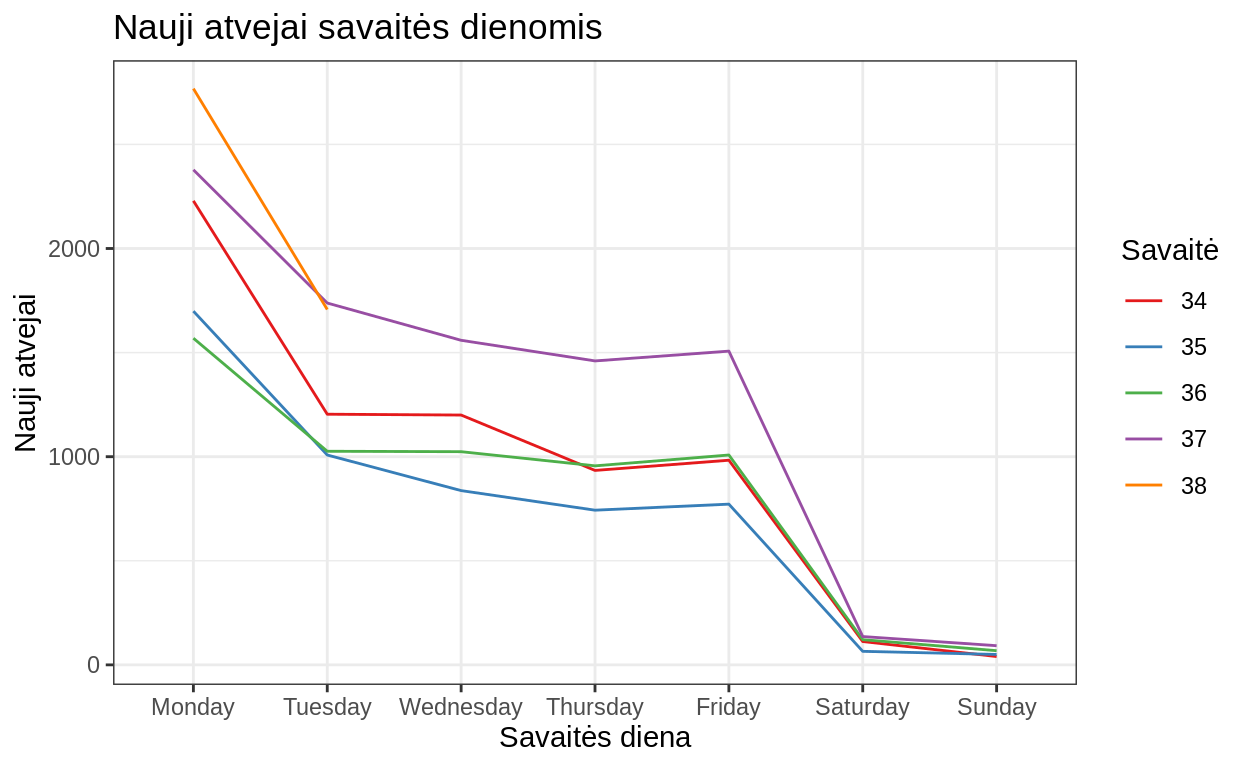 Nauji atvejai savaitės dienomis
Nauji atvejai
2000
1000
0
Monday Tuesday Wednesday Thursday Friday Saturday Sunday
Savaitės diena
Savaitė
34
35
36
37
38